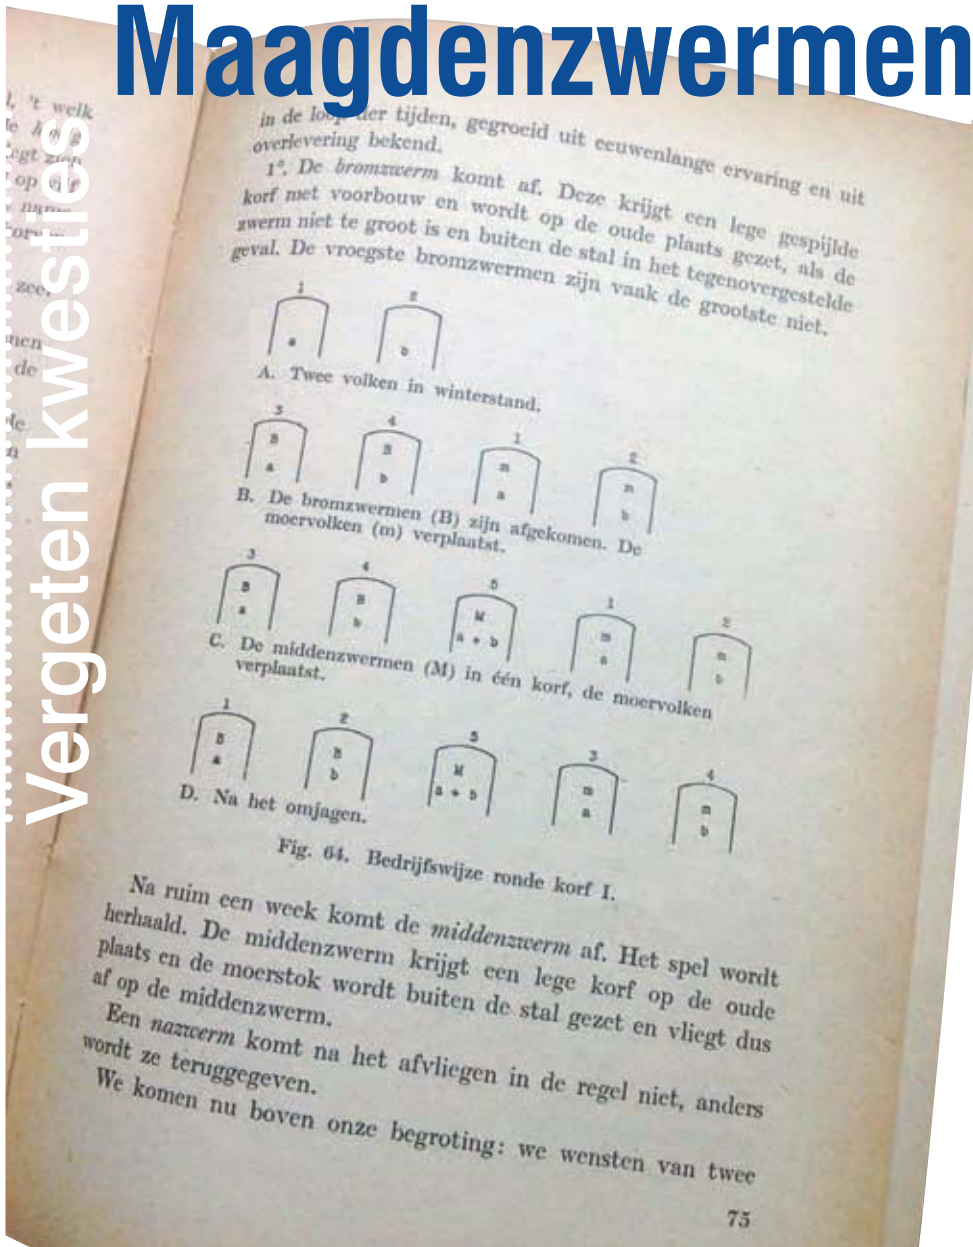 Maagdenzwermen
Vergeten kwesties
't welk
zich
op vijf
zee,
de
in de loop der tijden, gegroeid uit eeuwenlange ervaring en uit
overlevering bekend.
1°. De bromzwerm komt af. Deze krijgt een lege gespijlde
korf met voorbouw en wordt op de oude plaats gezet, als de
zwerm niet te groot is en buiten de stal in het tegenovergestelde
geval. De vroegste bromzwermen zijn vaak de grootste niet.
1 2
a b
A. Twee volken in winterstand.
3 4 1 2
B B m m
a b a b
B. De bromzwermen (B) zijn afgekomen. De
moervolken (m) verplaatst.
3 4 5 1 2
B B M m m
a b a + b a b
C. De middenzwermen (M) in één korf, de moervolken
verplaatst.
1 2 5 3 4
B B M m m
a b a + b a b
D. Na het omjagen.
Fig. 64. Bedrijfswijze ronde korf I.
Na ruim een week komt de middenzwerm af. Het spel wordt
herhaald. De middenzwerm krijgt een lege korf op de oude
plaats en de moerstok wordt buiten de stal gezet en vliegt dus
af op de middenzwerm.
Een nazwerm komt na het afvliegen in de regel niet, anders
wordt ze teruggegeven.
We komen nu boven onze begroting: we wensten van twee
75